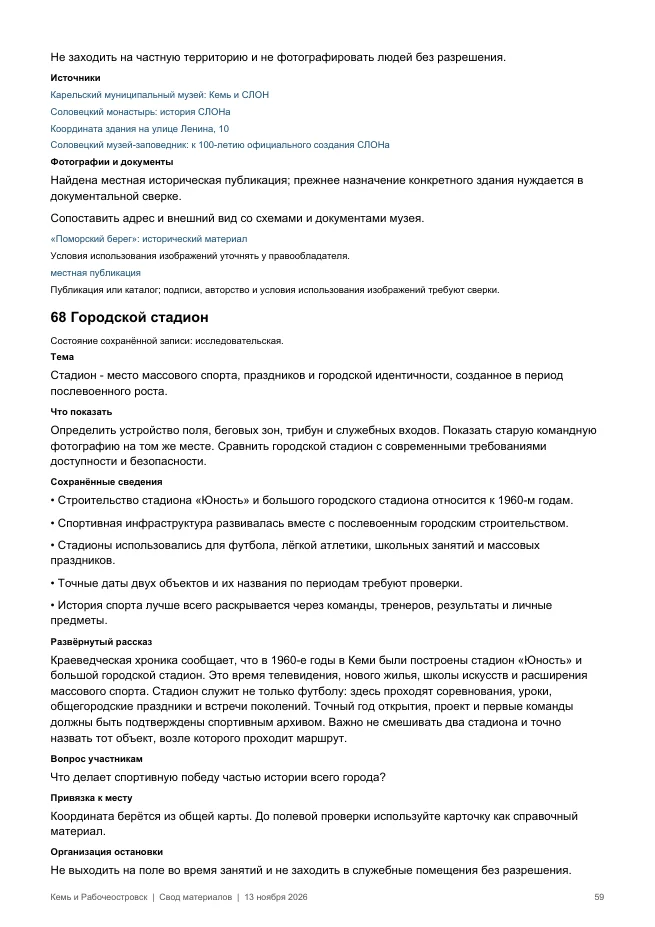 Не заходить на частную территорию и не фотографировать людей без разрешения.
Источники
Карельский муниципальный музей: Кемь и СЛОН
Соловецкий монастырь: история СЛОНа
Координата здания на улице Ленина, 10
Соловецкий музей-заповедник: к 100-летию официального создания СЛОНа
Фотографии и документы
Найдена местная историческая публикация; прежнее назначение конкретного здания нуждается в
документальной сверке.
Сопоставить адрес и внешний вид со схемами и документами музея.
«Поморский берег»: исторический материал
Условия использования изображений уточнять у правообладателя.
местная публикация
Публикация или каталог; подписи, авторство и условия использования изображений требуют сверки.
68 Городской стадион
Состояние сохранённой записи: исследовательская.
Тема
Стадион - место массового спорта, праздников и городской идентичности, созданное в период
послевоенного роста.
Что показать
Определить устройство поля, беговых зон, трибун и служебных входов. Показать старую командную
фотографию на том же месте. Сравнить городской стадион с современными требованиями
доступности и безопасности.
Сохранённые сведения
• Строительство стадиона «Юность» и большого городского стадиона относится к 1960-м годам.
• Спортивная инфраструктура развивалась вместе с послевоенным городским строительством.
• Стадионы использовались для футбола, лёгкой атлетики, школьных занятий и массовых
праздников.
• Точные даты двух объектов и их названия по периодам требуют проверки.
• История спорта лучше всего раскрывается через команды, тренеров, результаты и личные
предметы.
Развёрнутый рассказ
Краеведческая хроника сообщает, что в 1960-е годы в Кеми были построены стадион «Юность» и
большой городской стадион. Это время телевидения, нового жилья, школы искусств и расширения
массового спорта. Стадион служит не только футболу: здесь проходят соревнования, уроки,
общегородские праздники и встречи поколений. Точный год открытия, проект и первые команды
должны быть подтверждены спортивным архивом. Важно не смешивать два стадиона и точно
назвать тот объект, возле которого проходит маршрут.
Вопрос участникам
Что делает спортивную победу частью истории всего города?
Привязка к месту
Координата берётся из общей карты. До полевой проверки используйте карточку как справочный
материал.
Организация остановки
Не выходить на поле во время занятий и не заходить в служебные помещения без разрешения.
Кемь и Рабочеостровск | Свод материалов | 13 ноября 2026
59